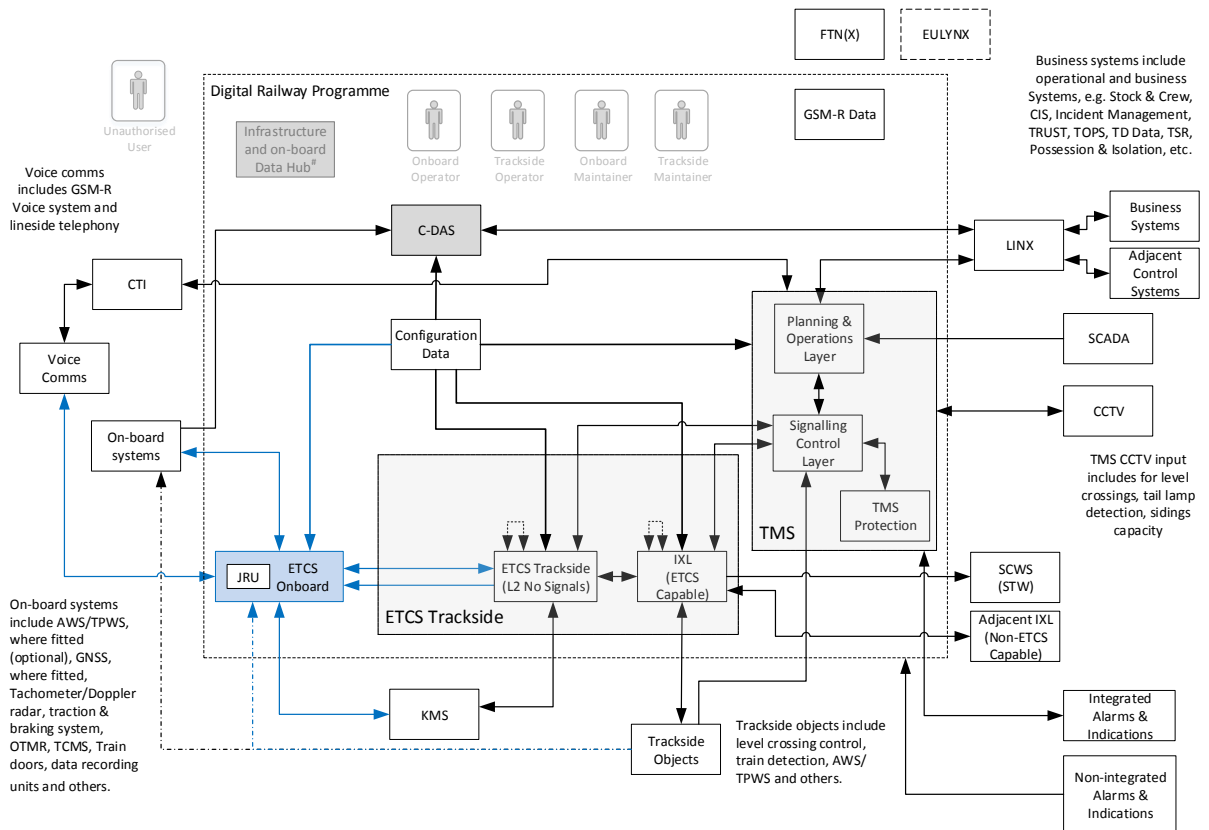 FTN(X)
EULYNX
Business systems include
operational and business
Systems, e.g. Stock & Crew,
CIS, Incident Management,
TRUST, TOPS, TD Data, TSR,
Possession & Isolation, etc.
Digital Railway Programme
GSM-R Data
Unauthorised
User
Infrastructure
and on-board
Data Hub#
Onboard
Operator
Trackside
Operator
Onboard
Maintainer
Trackside
Maintainer
Voice comms
includes GSM-R
Voice system and
lineside telephony
C-DAS
LINX
Business
Systems
Adjacent
Control
Systems
CTI
Planning &
Operations
Layer
Configuration
Data
SCADA
Voice
Comms
CCTV
On-board
systems
Signalling
Control
Layer
TMS CCTV input
includes for level
crossings, tail lamp
detection, sidings
capacity
TMS
Protection
TMS
JRU
ETCS
Onboard
ETCS Trackside
(L2 No Signals)
IXL
(ETCS
Capable)
SCWS
(STW)
ETCS Trackside
Adjacent IXL
(Non-ETCS
Capable)
On-board systems
include AWS/TPWS,
where fitted
(optional), GNSS,
where fitted,
Tachometer/Doppler
radar, traction &
braking system,
OTMR, TCMS, Train
doors, data recording
units and others.
KMS
Trackside
Objects
Trackside objects include
level crossing control,
train detection, AWS/
TPWS and others.
Integrated
Alarms &
Indications
Non-integrated
Alarms &
Indications